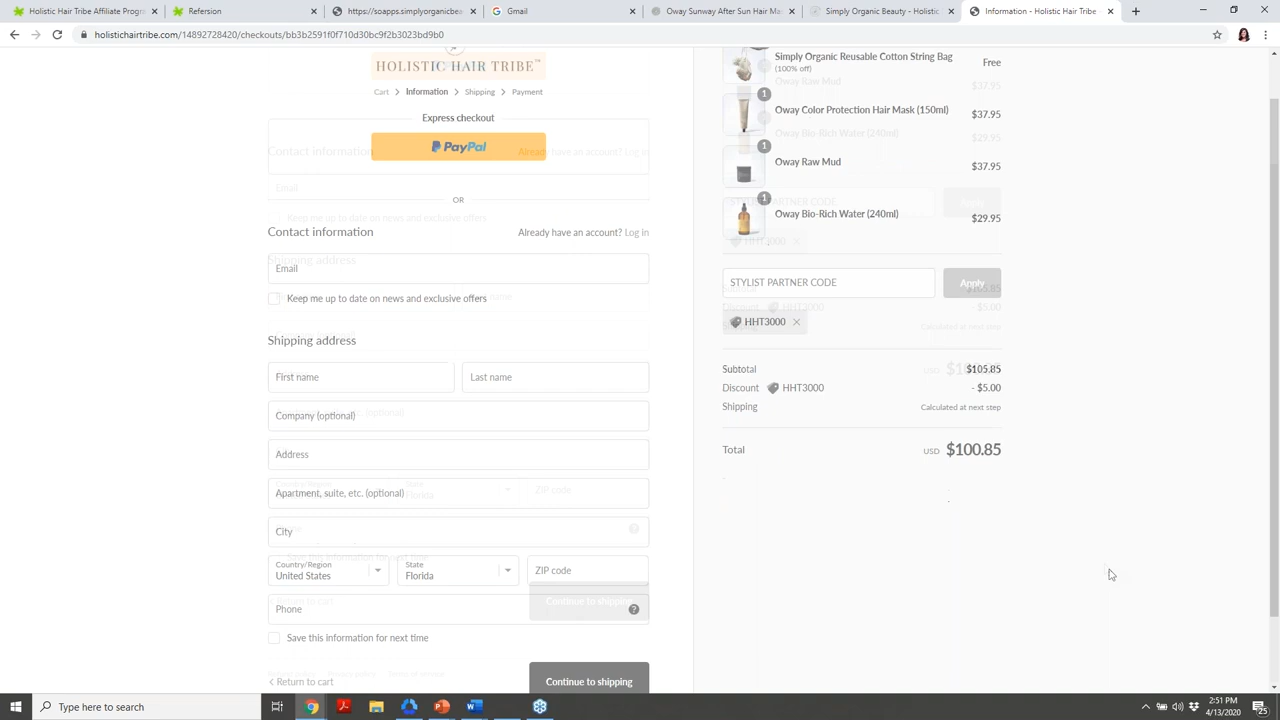 Holistic Hair Tribe Affiliate Progra
Refersion
https://soapps.simplyorganicbea
Gmail
Oway Sunway After-Sun Hair Ma
Simply Organic Beauty - Holistic
Information - Holistic Hair Tribe
holistichairtribe.com/14892728420/checkouts/bb3b2591f0f710d30bc9f2b3023bd9b0
HOLISTIC HAIR TRIBE™
Cart > Information > Shipping > Payment
Express checkout
PayPal
OR
Contact information
Already have an account? Log in
Email
Keep me up to date on news and exclusive offers
Shipping address
First name
Last name
Company (optional)
Address
Apartment, suite, etc. (optional)
City
Country/Region
United States
State
Florida
ZIP code
Phone
Save this information for next time
< Return to cart
Continue to shipping
Simply Organic Reusable Cotton String Bag
(100% off)
Free
1
Oway Color Protection Hair Mask (150ml)
$37.95
1
Oway Raw Mud
$37.95
1
Oway Bio-Rich Water (240ml)
$29.95
STYLIST PARTNER CODE
Apply
HHT3000
Subtotal
$105.85
Discount HHT3000
- $5.00
Shipping
Calculated at next step
Total
USD $100.85
Type here to search
2:51 PM
4/13/2020
25